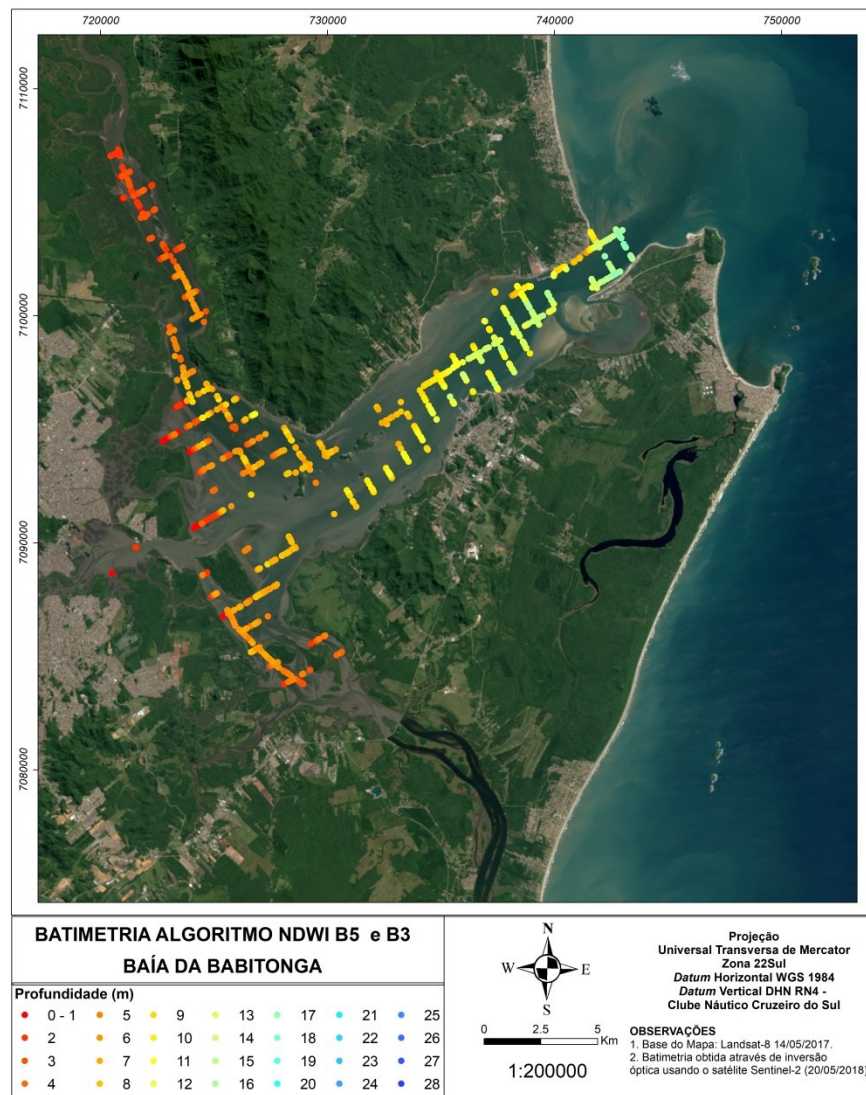 720000 730000 740000 750000
7110000
7100000
7090000
7080000
BATIMETRIA ALGORITMO NDWI B5 e B3
BAÍA DA BABITONGA
Profundidade (m)
0 - 1 5 9 13 17 21 25
2 6 10 14 18 22 26
3 7 11 15 19 23 27
4 8 12 16 20 24 28
N
W E
S
0 2.5 5
Km
1:200000
Projeção
Universal Transversa de Mercator
Zona 22Sul
Datum Horizontal WGS 1984
Datum Vertical DHN RN4 -
Clube Náutico Cruzeiro do Sul
OBSERVAÇÕES
1. Base do Mapa: Landsat-8 14/05/2017.
2. Batimetria obtida através de inversão
óptica usando o satélite Sentinel-2 (20/05/2018)